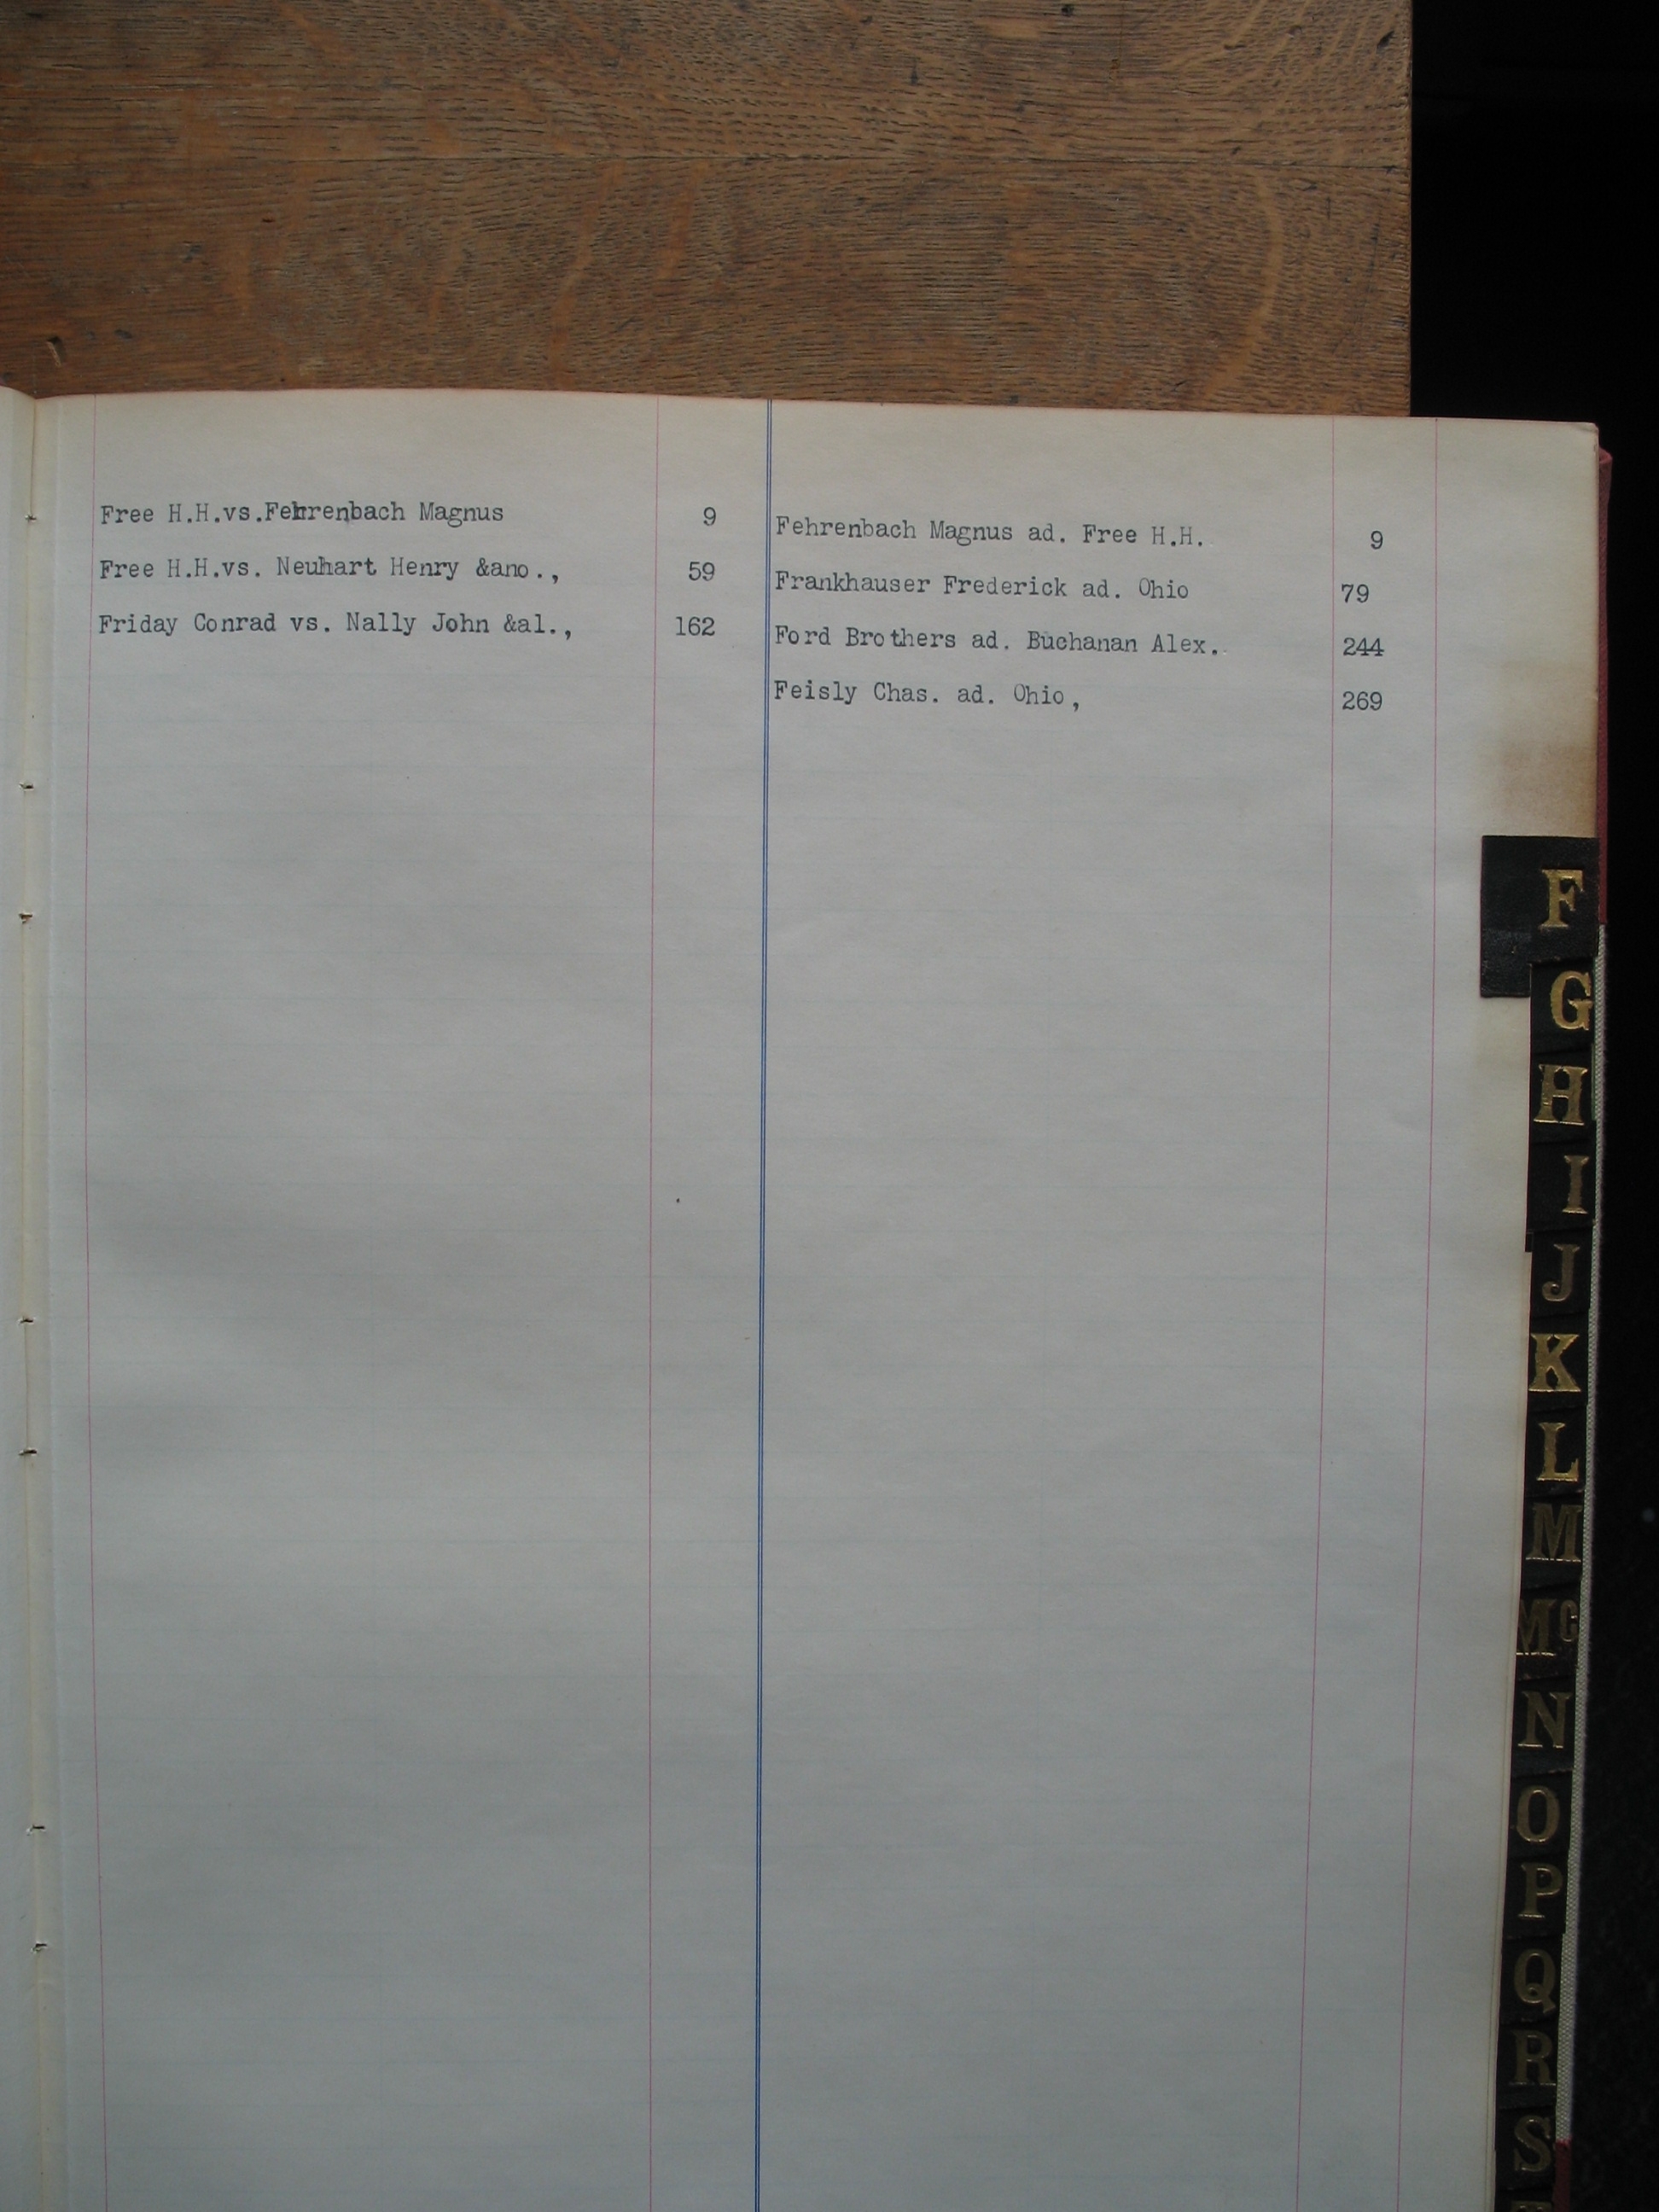 Free H.H.vs.Fehrenbach Magnus 9
Free H.H.vs. Neuhart Henry &ano., 59
Friday Conrad vs. Nally John &al., 162
Fehrenbach Magnus ad. Free H.H. 9
Frankhauser Frederick ad. Ohio 79
Ford Brothers ad. Buchanan Alex. 244
Feisly Chas. ad. Ohio, 269
F
G
H
I
J
K
L
M
Mc
N
O
P
Q
R
S